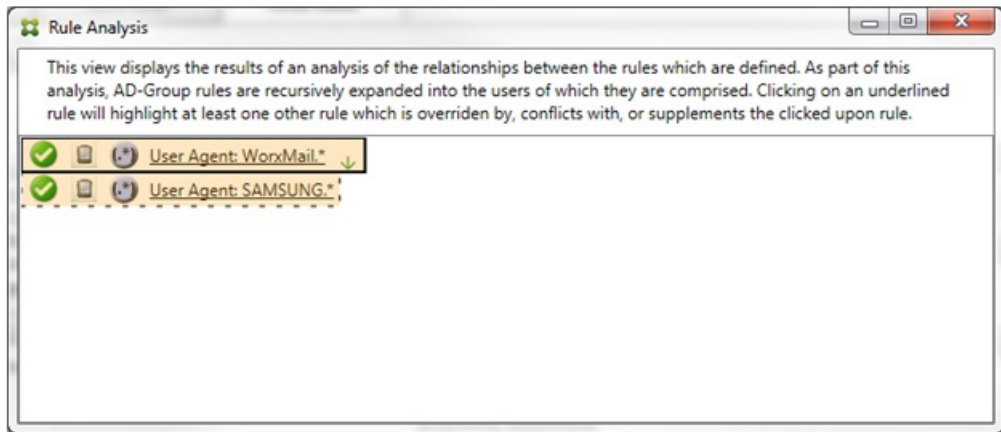 Rule Analysis
This view displays the results of an analysis of the relationships between the rules which are defined. As part of this
analysis, AD-Group rules are recursively expanded into the users of which they are comprised. Clicking on an underlined
rule will highlight at least one other rule which is overriden by, conflicts with, or supplements the clicked upon rule.
(.*) User Agent: WorxMail.*
(.*) User Agent: SAMSUNG.*